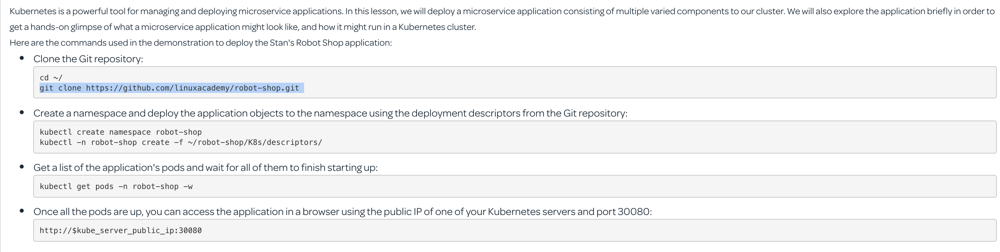 Kubernetes is a powerful tool for managing and deploying microservice applications. In this lesson, we will deploy a microservice application consisting of multiple varied components to our cluster. We will also explore the application briefly in order to
get a hands-on glimpse of what a microservice application might look like, and how it might run in a Kubernetes cluster.
Here are the commands used in the demonstration to deploy the Stan's Robot Shop application:
• Clone the Git repository:
cd ~/
git clone https://github.com/linuxacademy/robot-shop.git
• Create a namespace and deploy the application objects to the namespace using the deployment descriptors from the Git repository:
kubectl create namespace robot-shop
kubectl -n robot-shop create -f ~/robot-shop/K8s/descriptors/
• Get a list of the application's pods and wait for all of them to finish starting up:
kubectl get pods -n robot-shop -w
• Once all the pods are up, you can access the application in a browser using the public IP of one of your Kubernetes servers and port 30080:
http://$kube_server_public_ip:30080